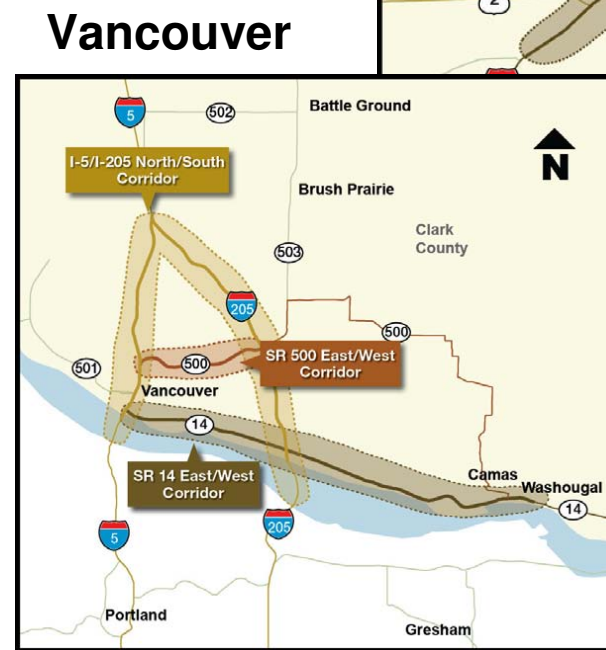 2
Vancouver
5
502
Battle Ground
I-5/I-205 North/South
Corridor
Brush Prairie
Clark
County
503
205
500
SR 500 East/West
Corridor
500
501
Vancouver
14
SR 14 East/West
Corridor
Camas
Washougal
14
205
5
Portland
Gresham
N